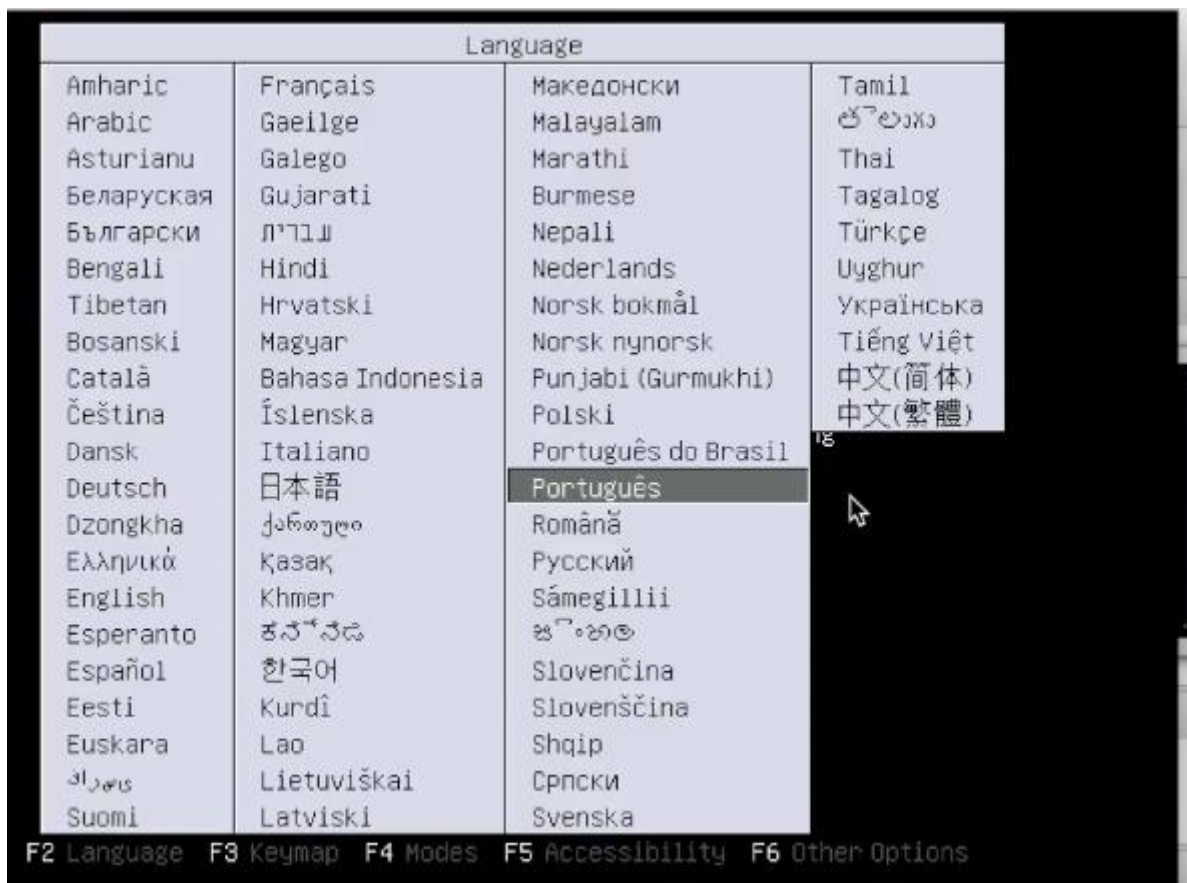 Language
Amharic
Arabic
Asturianu
Беларуская
Български
Bengali
Tibetan
Bosanski
Català
Čeština
Dansk
Deutsch
Dzongkha
Ελληνικά
English
Esperanto
Español
Eesti
Euskara
Suomi
Français
Gaeilge
Galego
Gujarati
עברית
Hindi
Hrvatski
Magyar
Bahasa Indonesia
Íslenska
Italiano
日本語
ქართული
Қазақ
Khmer
ಕನ್ನಡ
한국어
Kurdî
Lao
Lietuviškai
Latviski
Македонски
Malayalam
Marathi
Burmese
Nepali
Nederlands
Norsk bokmål
Norsk nynorsk
Punjabi (Gurmukhi)
Polski
Português do Brasil
Português
Română
Русский
Sámegillii
සිංහල
Slovenčina
Slovenščina
Shqip
Српски
Svenska
Tamil
తెలుగు
Thai
Tagalog
Türkçe
Uyghur
Українська
Tiếng Việt
中文(简体)
中文(繁體)
F2 Language F3 Keymap F4 Modes F5 Accessibility F6 Other Options